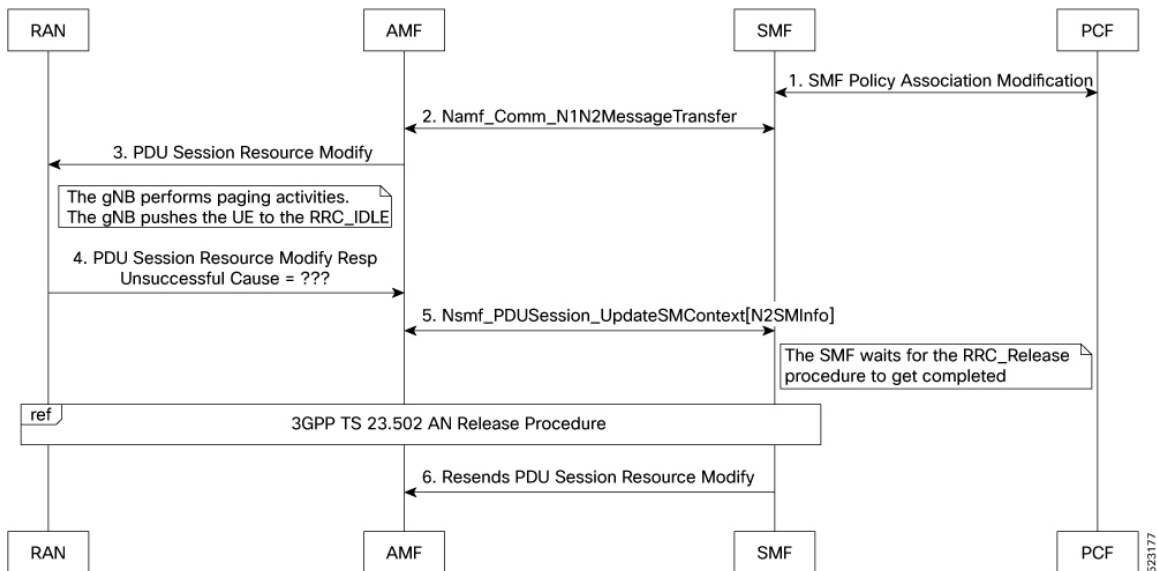 RAN
AMF
SMF
PCF
1. SMF Policy Association Modification
2. Namf_Comm_N1N2MessageTransfer
3. PDU Session Resource Modify
The gNB performs paging activities.
The gNB pushes the UE to the RRC_IDLE
4. PDU Session Resource Modify Resp
Unsuccessful Cause = ???
5. Nsmf_PDUSession_UpdateSMContext[N2SMInfo]
The SMF waits for the RRC_Release
procedure to get completed
ref
3GPP TS 23.502 AN Release Procedure
6. Resends PDU Session Resource Modify
RAN
AMF
SMF
PCF
523177